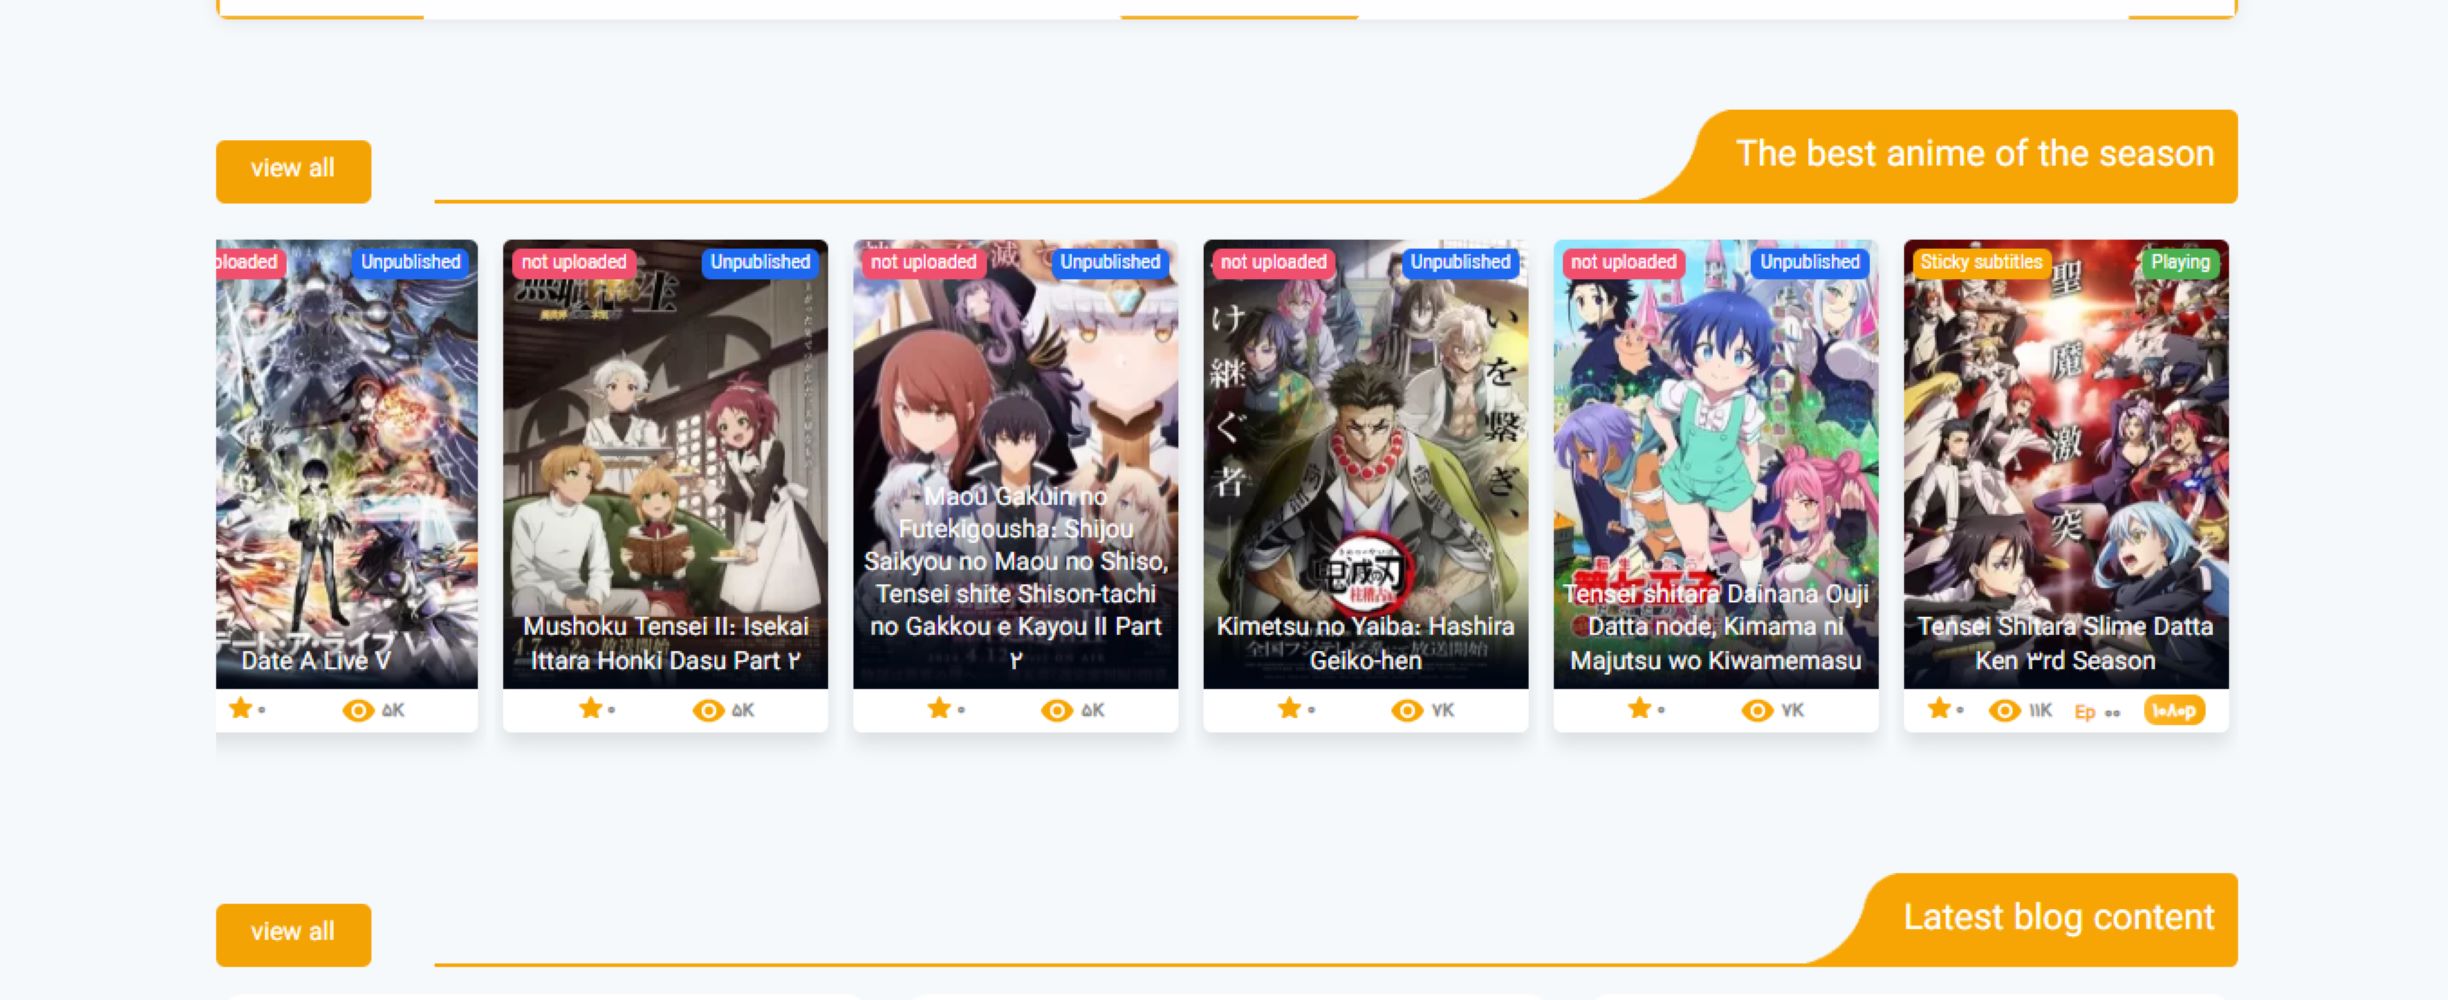 view all
The best anime of the season
ploaded
Unpublished
デート・ア・ライブ V
Date A Live V
۰
۵K
not uploaded
Unpublished
Mushoku Tensei II: Isekai
Ittara Honki Dasu Part ۲
۰
۵K
not uploaded
Unpublished
Maou Gakuin no
Futekigousha: Shijou
Saikyou no Maou no Shiso,
Tensei shite Shison-tachi
no Gakkou e Kayou II Part
۲
۰
۵K
not uploaded
Unpublished
い を 繋 ぎ、
け 継 ぐ 者
鬼滅の刃
Kimetsu no Yaiba: Hashira
Geiko-hen
۰
۷K
not uploaded
Unpublished
Tensei shitara Dainana Ouji
Datta node, Kimama ni
Majutsu wo Kiwamemasu
۰
۷K
Sticky subtitles
Playing
聖
魔
激
突
Tensei Shitara Slime Datta
Ken ۳rd Season
۰
۱۱K
Ep ۰۰
۱۰۸۰p
view all
Latest blog content